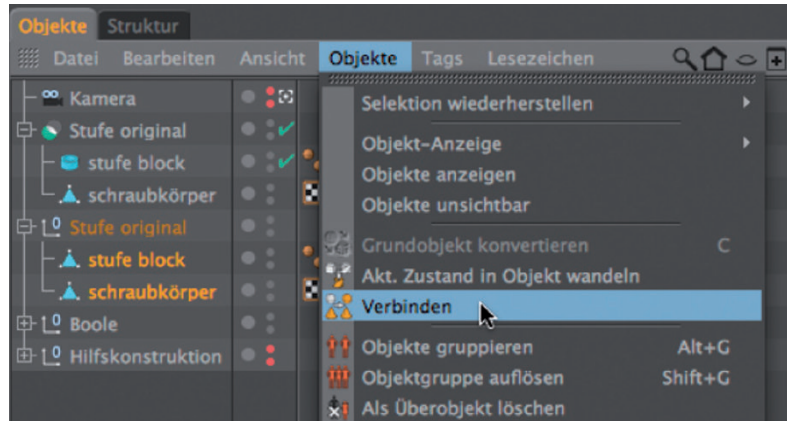 Objekte Struktur
Datei Bearbeiten Ansicht Objekte Tags Lesezeichen
Kamera
Stufe original
stufe block
schraubkörper
Stufe original
stufe block
schraubkörper
Boole
Hilfskonstruktion
Selektion wiederherstellen
Objekt-Anzeige
Objekte anzeigen
Objekte unsichtbar
Grundobjekt konvertieren C
Akt. Zustand in Objekt wandeln
Verbinden
Objekte gruppieren Alt+G
Objektgruppe auflösen Shift+G
Als Überobjekt löschen